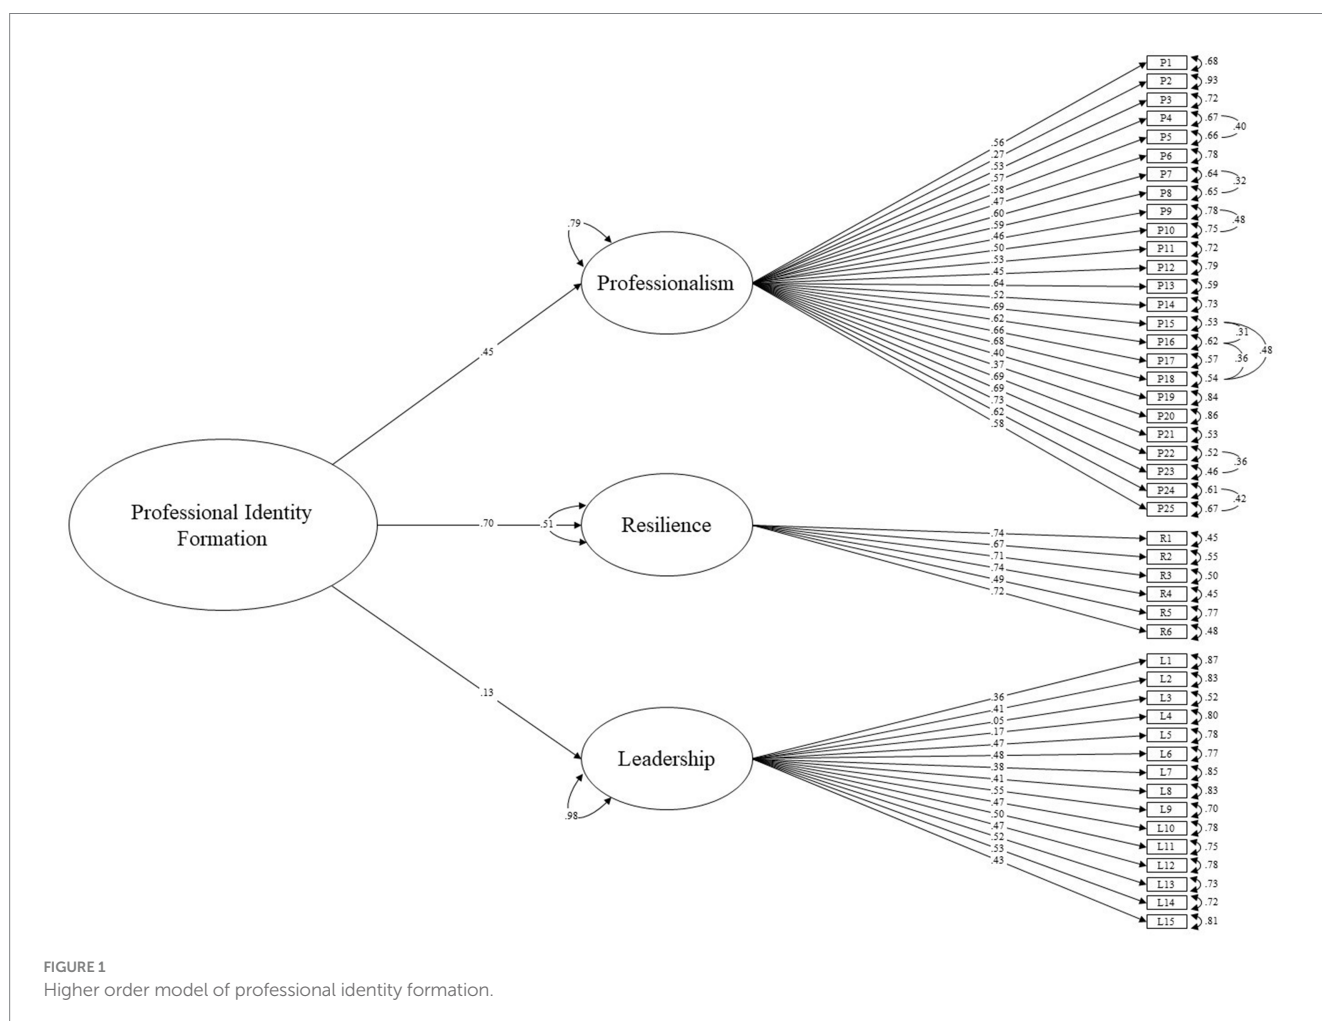 P1 .68
P2 .93
P3 .72
P4 .67
.40
P5 .66
P6 .78
P7 .64
.32
P8 .65
P9 .78
.48
P10 .75
P11 .72
P12 .79
P13 .59
P14 .73
P15 .53
.31
P16 .62
.48
P17 .57
.36
P18 .54
P19 .84
P20 .86
P21 .53
P22 .52
.36
P23 .46
P24 .61
.42
P25 .67
.56
.27
.53
.57
.58
.47
.60
.59
.46
.50
.53
.45
.64
.52
.69
.62
.66
.68
.40
.37
.69
.69
.73
.62
.58
.79
Professionalism
.45
Professional Identity
Formation
.70
.51
Resilience
.74
.67
.71
.74
.49
.72
R1 .45
R2 .55
R3 .50
R4 .45
R5 .77
R6 .48
.13
Leadership
.98
.36
.41
.05
.17
.47
.48
.38
.41
.55
.47
.50
.47
.52
.53
.43
L1 .87
L2 .83
L3 .52
L4 .80
L5 .78
L6 .77
L7 .85
L8 .83
L9 .70
L10 .78
L11 .75
L12 .78
L13 .73
L14 .72
L15 .81
FIGURE 1
Higher order model of professional identity formation.